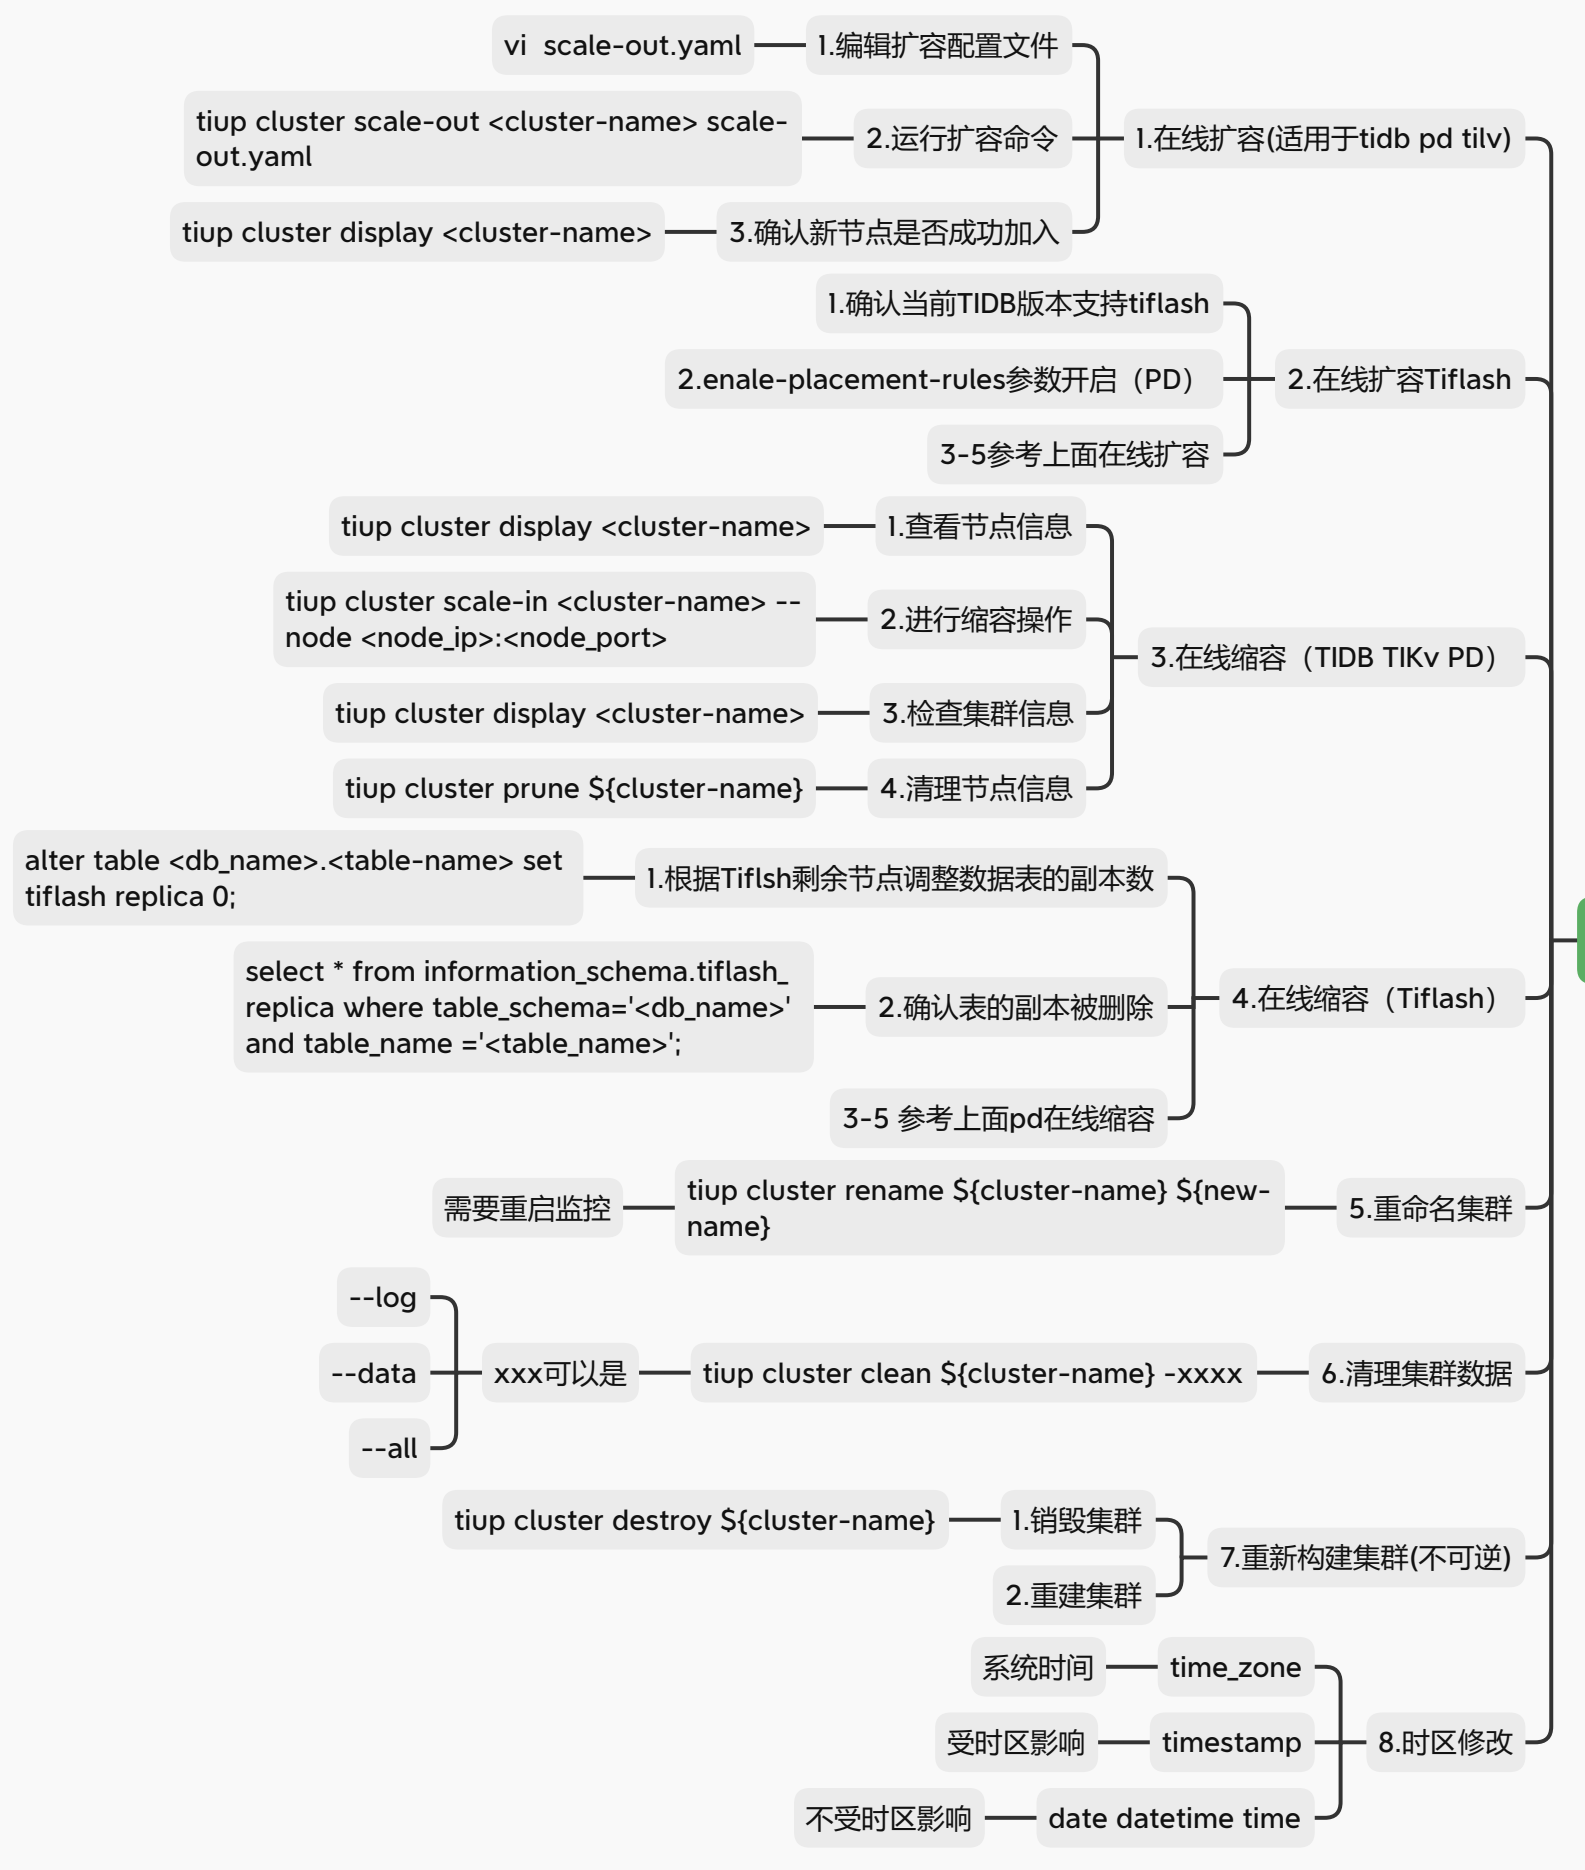 1.在线扩容(适用于tidb pd tilv)
1.编辑扩容配置文件
vi  scale-out.yaml
2.运行扩容命令
tiup cluster scale-out <cluster-name> scale-
out.yaml
3.确认新节点是否成功加入
tiup cluster display <cluster-name>
2.在线扩容Tiflash
1.确认当前TIDB版本支持tiflash
2.enale-placement-rules参数开启（PD）
3-5参考上面在线扩容
3.在线缩容（TIDB TIKv PD）
1.查看节点信息
tiup cluster display <cluster-name>
2.进行缩容操作
tiup cluster scale-in <cluster-name> --
node <node_ip>:<node_port>
3.检查集群信息
tiup cluster display <cluster-name>
4.清理节点信息
tiup cluster prune ${cluster-name}
4.在线缩容（Tiflash）
1.根据Tiflsh剩余节点调整数据表的副本数
alter table <db_name>.<table-name> set
tiflash replica 0;
2.确认表的副本被删除
select * from information_schema.tiflash_
replica where table_schema='<db_name>'
and table_name ='<table_name>';
3-5 参考上面pd在线缩容
5.重命名集群
tiup cluster rename ${cluster-name} ${new-
name}
需要重启监控
6.清理集群数据
tiup cluster clean ${cluster-name} -xxxx
xxx可以是
--log
--data
--all
7.重新构建集群(不可逆)
1.销毁集群
tiup cluster destroy ${cluster-name}
2.重建集群
8.时区修改
time_zone
系统时间
timestamp
受时区影响
date datetime time
不受时区影响